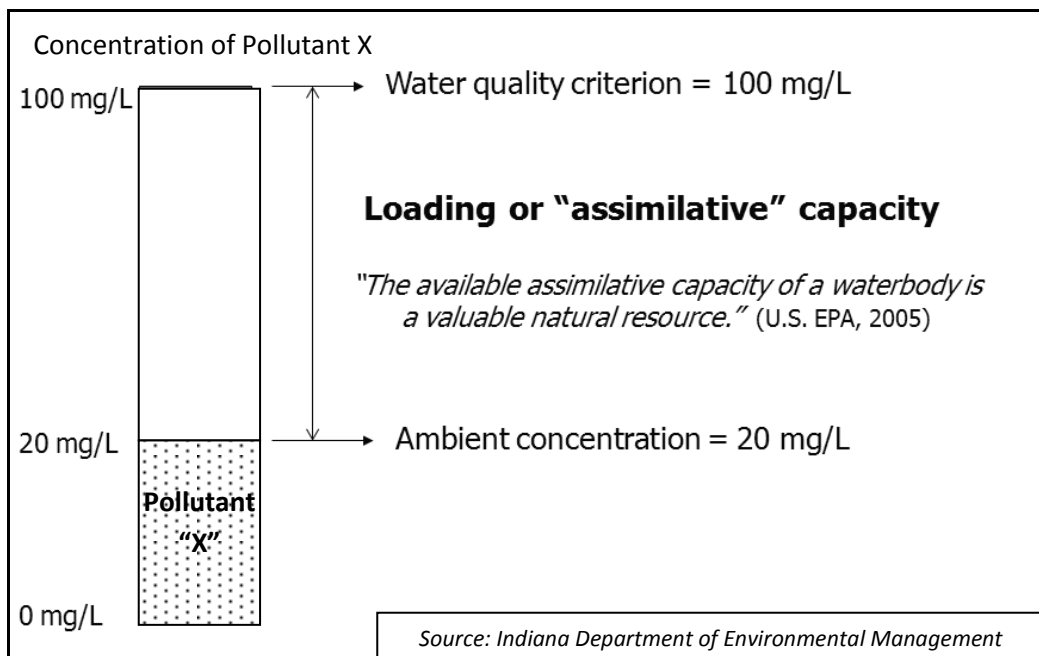 Concentration of Pollutant X
100 mg/L
Water quality criterion = 100 mg/L
Loading or “assimilative” capacity
“The available assimilative capacity of a waterbody is
a valuable natural resource.” (U.S. EPA, 2005)
20 mg/L
Ambient concentration = 20 mg/L
Pollutant
“X”
0 mg/L
Source: Indiana Department of Environmental Management